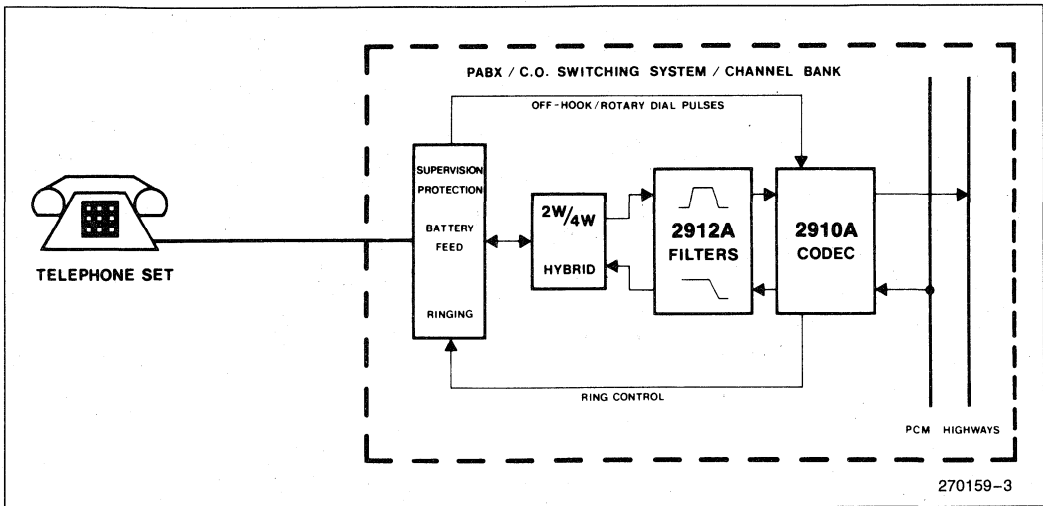 PABX / C.O. SWITCHING SYSTEM / CHANNEL BANK
OFF-HOOK/ROTARY DIAL PULSES
SUPERVISION
PROTECTION
BATTERY
FEED
RINGING
2W/4W
HYBRID
2912A
FILTERS
2910A
CODEC
TELEPHONE SET
RING CONTROL
PCM HIGHWAYS
270159-3